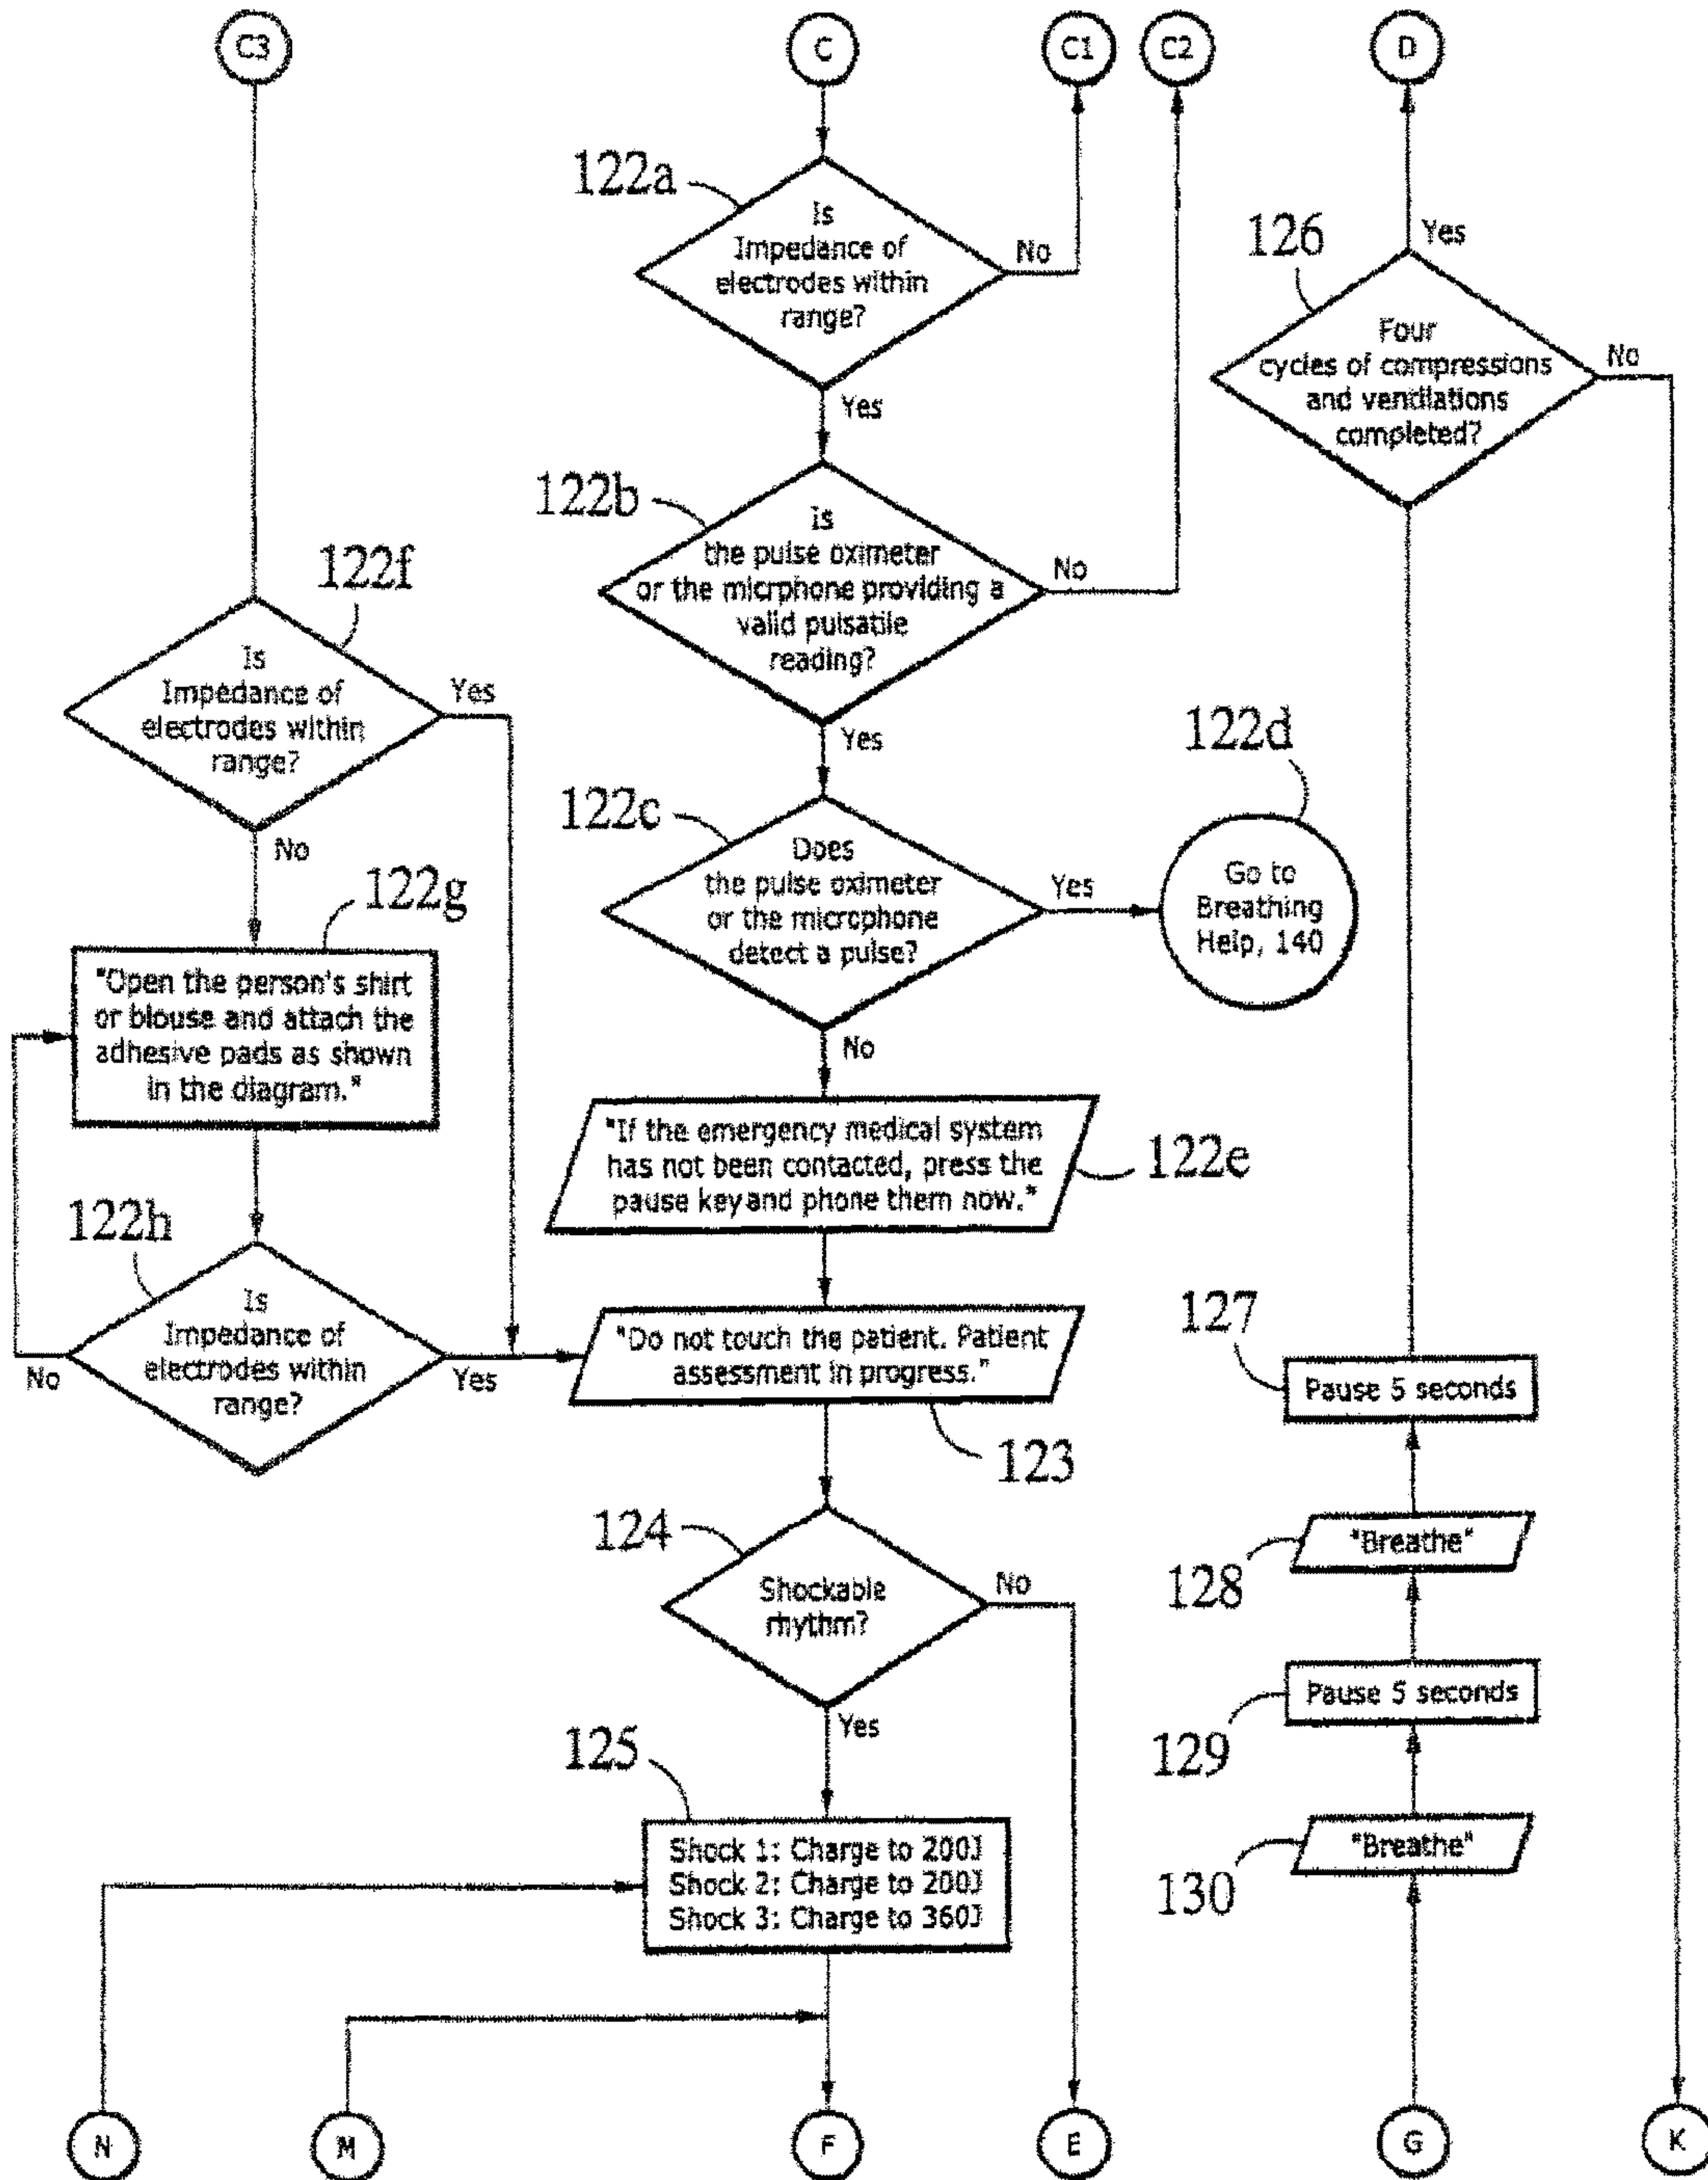 C3
C
C1
C2
D
122a
Is
Impedance of
electrodes within
range?
No
Yes
126
Yes
Four
cycles of compressions
and ventilations
completed?
No
122b
Is
the pulse oximeter
or the micrphone providing a
valid pulsatile
reading?
No
Yes
122f
Is
Impedance of
electrodes within
range?
Yes
No
122c
Does
the pulse oximeter
or the microphone
detect a pulse?
Yes
No
122d
Go to
Breathing
Help, 140
122g
"Open the person's shirt
or blouse and attach the
adhesive pads as shown
in the diagram."
"If the emergency medical system
has not been contacted, press the
pause key and phone them now."
122e
122h
Is
Impedance of
electrodes within
range?
No
Yes
"Do not touch the patient. Patient
assessment in progress."
123
127
Pause 5 seconds
124
Shockable
rhythm?
No
Yes
"Breathe"
128
Pause 5 seconds
129
125
Shock 1: Charge to 200J
Shock 2: Charge to 200J
Shock 3: Charge to 360J
"Breathe"
130
N
M
F
E
G
K